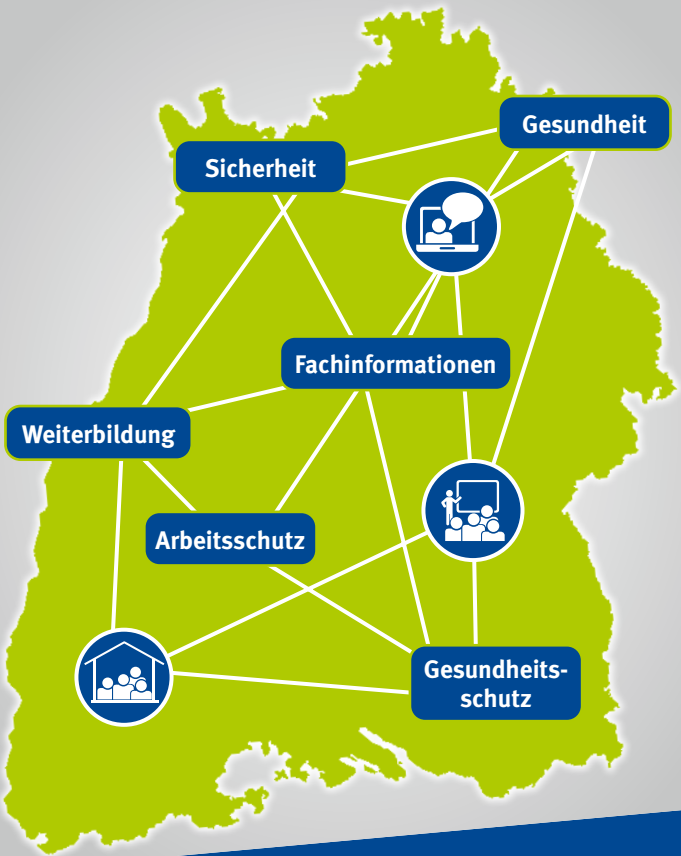 Gesundheit
Sicherheit
Fachinformationen
Weiterbildung
Arbeitsschutz
Gesundheits-
schutz